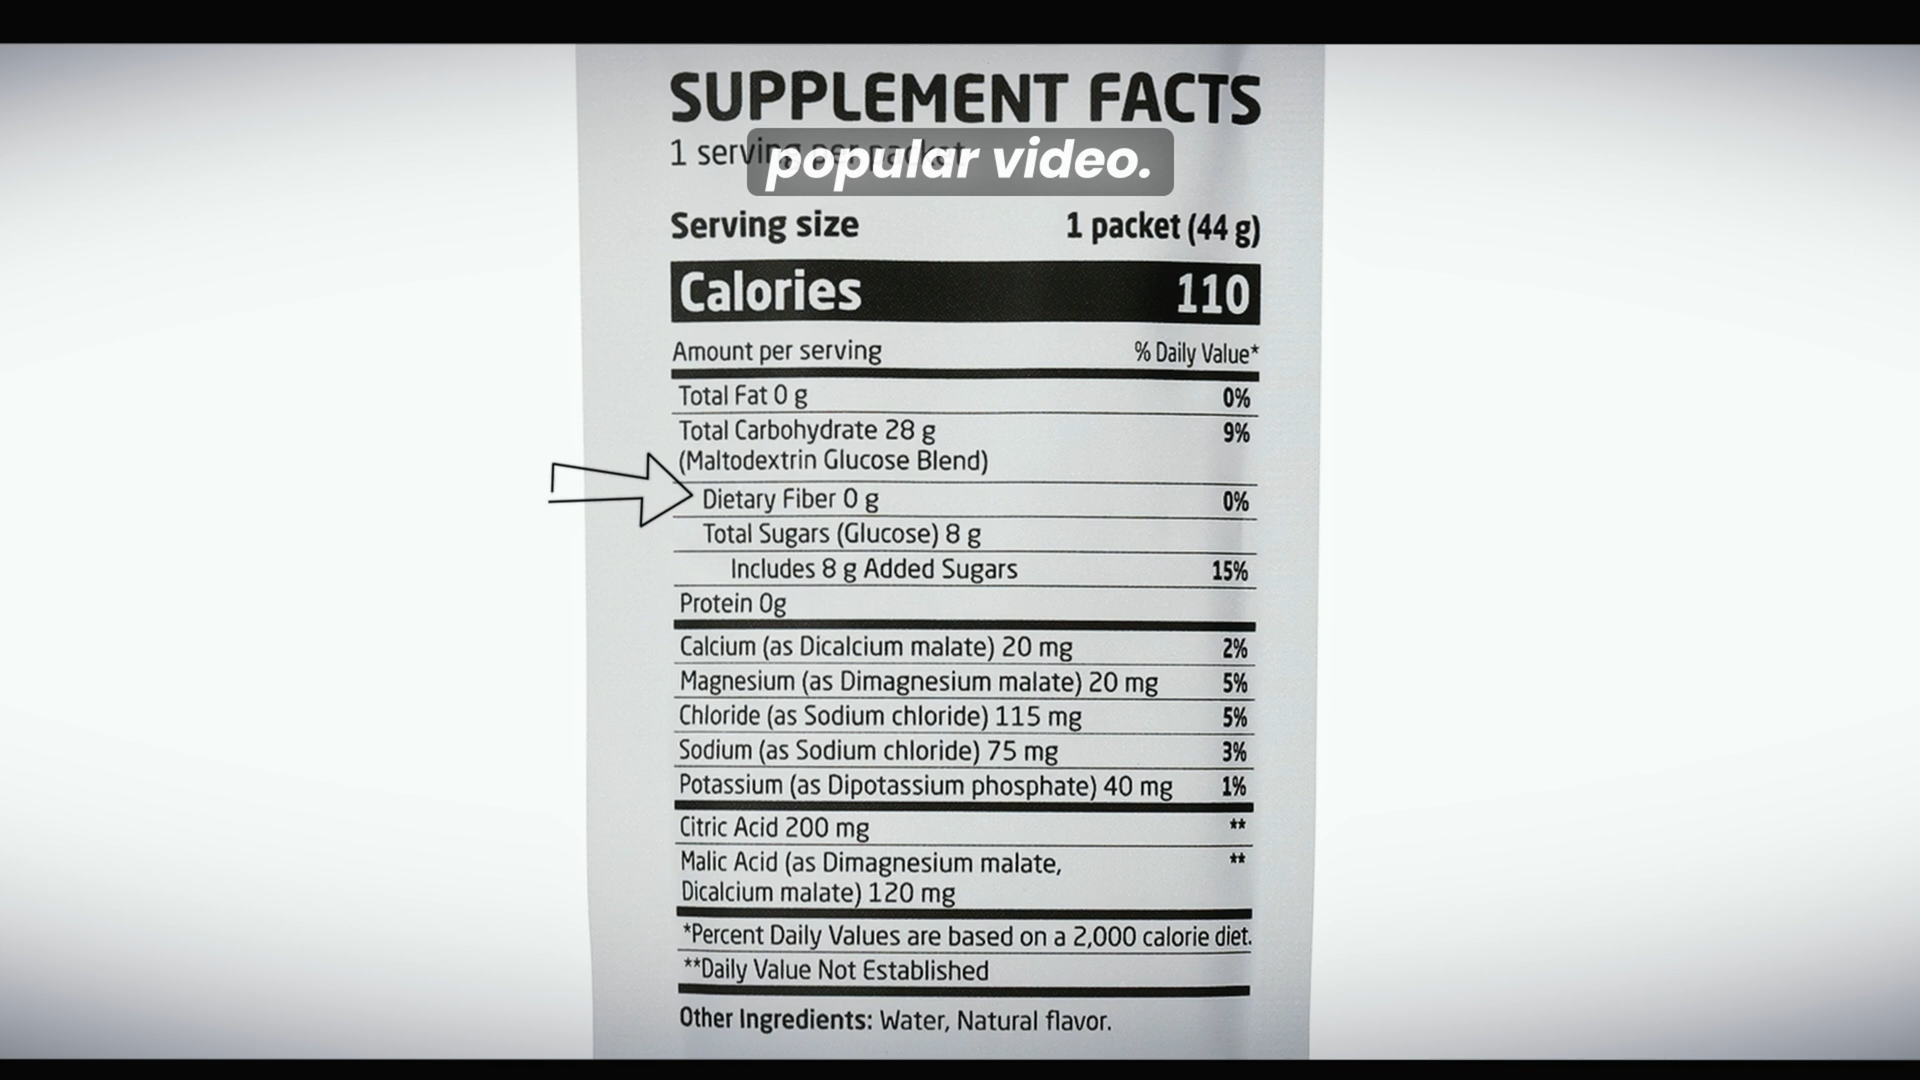 SUPPLEMENT FACTS
1 serving per packet
popular video.
Serving size 1 packet (44 g)
Calories 110
Amount per serving % Daily Value*
Total Fat 0 g 0%
Total Carbohydrate 28 g 9%
(Maltodextrin Glucose Blend)
Dietary Fiber 0 g 0%
Total Sugars (Glucose) 8 g
Includes 8 g Added Sugars 15%
Protein 0g
Calcium (as Dicalcium malate) 20 mg 2%
Magnesium (as Dimagnesium malate) 20 mg 5%
Chloride (as Sodium chloride) 115 mg 5%
Sodium (as Sodium chloride) 75 mg 3%
Potassium (as Dipotassium phosphate) 40 mg 1%
Citric Acid 200 mg **
Malic Acid (as Dimagnesium malate, **
Dicalcium malate) 120 mg
*Percent Daily Values are based on a 2,000 calorie diet.
**Daily Value Not Established
Other Ingredients: Water, Natural flavor.